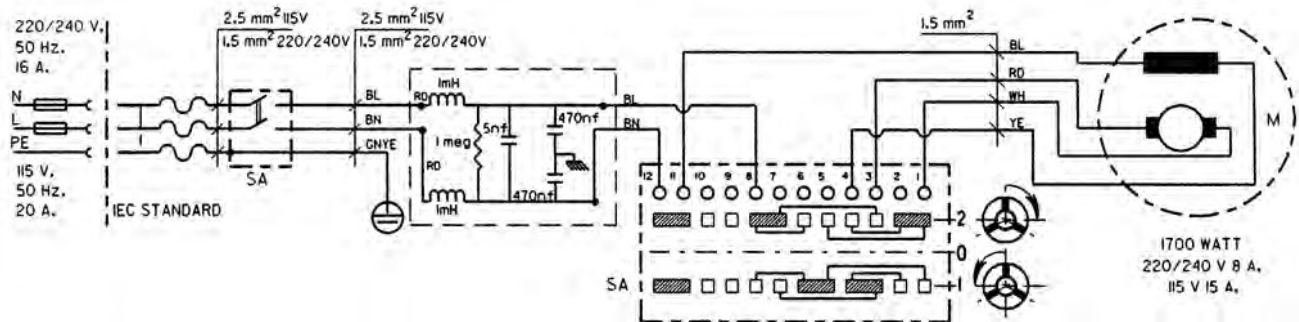 220/240 V.
50 Hz.
16 A.
N
L
PE
115 V.
50 Hz.
20 A.
IEC STANDARD
2.5 mm² 115V
1.5 mm² 220/240V
SA
2.5 mm² 115V
1.5 mm² 220/240V
BL
BN
GNYE
RD
1mH
5nf
470nf
1 meg
RD
470nf
1mH
BL
BN
12 11 10 9 8 7 6 5 4 3 2 1
2
0
SA
1
1.5 mm²
BL
RD
WH
YE
M
1700 WATT
220/240 V 8 A.
115 V 15 A.